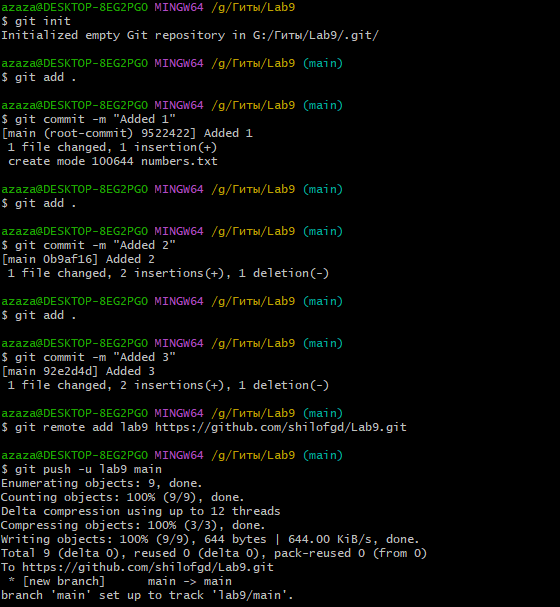 azaza@DESKTOP-8EG2PGO MINGW64 /g/Гиты/Lab9
$ git init
Initialized empty Git repository in G:/Гиты/Lab9/.git/
azaza@DESKTOP-8EG2PGO MINGW64 /g/Гиты/Lab9 (main)
$ git add .
azaza@DESKTOP-8EG2PGO MINGW64 /g/Гиты/Lab9 (main)
$ git commit -m "Added 1"
[main (root-commit) 9522422] Added 1
 1 file changed, 1 insertion(+)
 create mode 100644 numbers.txt
azaza@DESKTOP-8EG2PGO MINGW64 /g/Гиты/Lab9 (main)
$ git add .
azaza@DESKTOP-8EG2PGO MINGW64 /g/Гиты/Lab9 (main)
$ git commit -m "Added 2"
[main 0b9af16] Added 2
 1 file changed, 2 insertions(+), 1 deletion(-)
azaza@DESKTOP-8EG2PGO MINGW64 /g/Гиты/Lab9 (main)
$ git add .
azaza@DESKTOP-8EG2PGO MINGW64 /g/Гиты/Lab9 (main)
$ git commit -m "Added 3"
[main 92e2d4d] Added 3
 1 file changed, 2 insertions(+), 1 deletion(-)
azaza@DESKTOP-8EG2PGO MINGW64 /g/Гиты/Lab9 (main)
$ git remote add lab9 https://github.com/shilofgd/Lab9.git
azaza@DESKTOP-8EG2PGO MINGW64 /g/Гиты/Lab9 (main)
$ git push -u lab9 main
Enumerating objects: 9, done.
Counting objects: 100% (9/9), done.
Delta compression using up to 12 threads
Compressing objects: 100% (3/3), done.
Writing objects: 100% (9/9), 644 bytes | 644.00 KiB/s, done.
Total 9 (delta 0), reused 0 (delta 0), pack-reused 0 (from 0)
To https://github.com/shilofgd/Lab9.git
 * [new branch]      main -> main
branch 'main' set up to track 'lab9/main'.